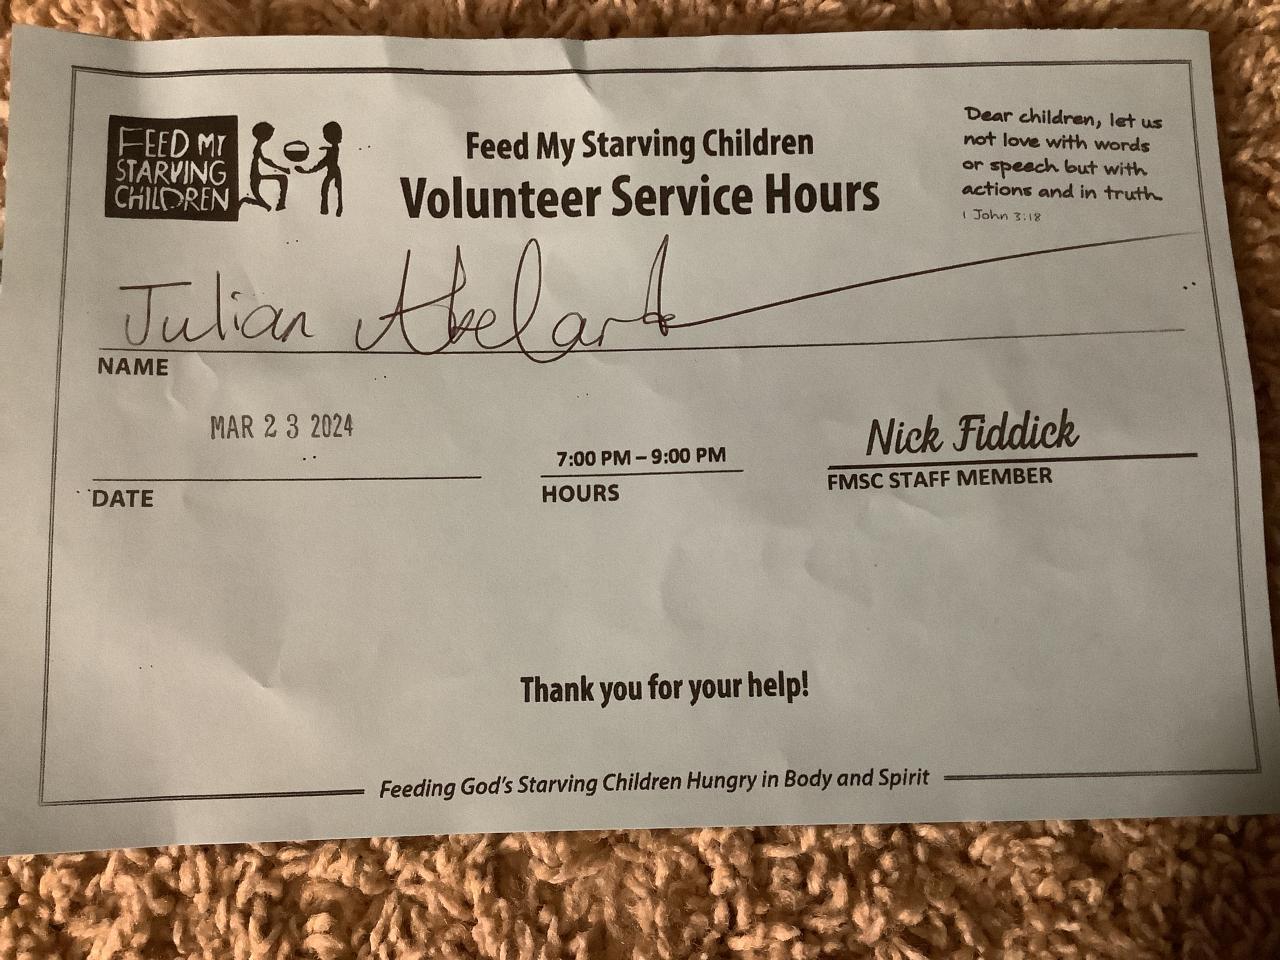 FEED MY
STARVING
CHILDREN
Feed My Starving Children
Volunteer Service Hours
Dear children, let us
not love with words
or speech but with
actions and in truth.
1 John 3:18
Julian Abelard
NAME
MAR 23 2024
DATE
7:00 PM – 9:00 PM
HOURS
Nick Fiddick
FMSC STAFF MEMBER
Thank you for your help!
Feeding God's Starving Children Hungry in Body and Spirit